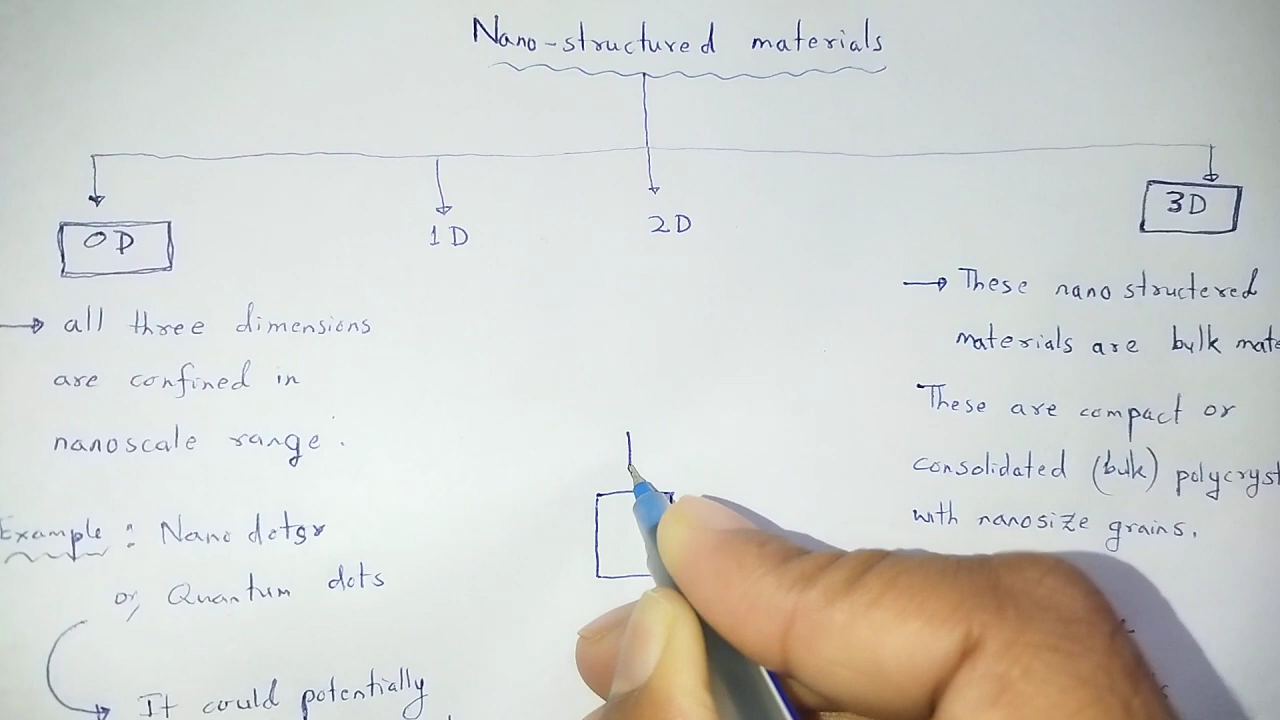 Nano-structured materials
0D
1D
2D
3D
all three dimensions
are confined in
nanoscale range.
Example: Nano dots
or, Quantum dots
It could potentially
These nano structered
materials are bulk mate
These are compact or
consolidated (bulk) polycryst
with nanosize grains.